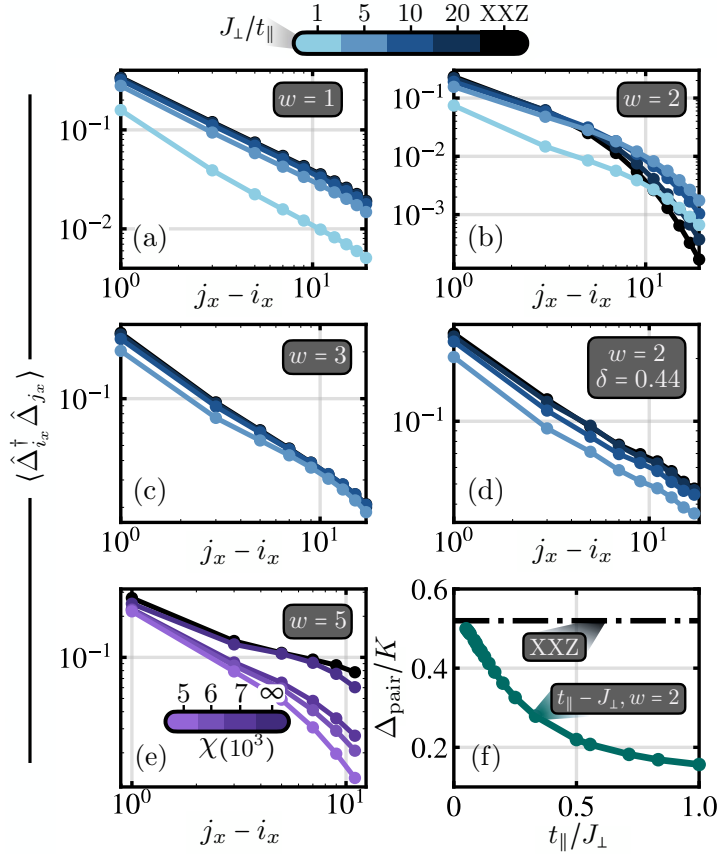 J⊥/t∥ 1 5 10 20 XXZ
⟨Δ̂†_{i_x} Δ̂_{j_x}⟩
w = 1
10⁻¹
10⁻²
(a)
10⁰ 10¹
j_x − i_x
w = 2
10⁻¹
10⁻²
10⁻³
(b)
10⁰ 10¹
j_x − i_x
w = 3
10⁻¹
(c)
10⁰ 10¹
j_x − i_x
w = 2
δ = 0.44
10⁻¹
(d)
10⁰ 10¹
j_x − i_x
w = 5
10⁻¹
5 6 7 ∞
χ(10³)
(e)
10⁰ 10¹
j_x − i_x
Δ_pair/K
0.6
0.4
0.2
XXZ
t∥ − J⊥, w = 2
(f)
0 0.5 1.0
t∥/J⊥